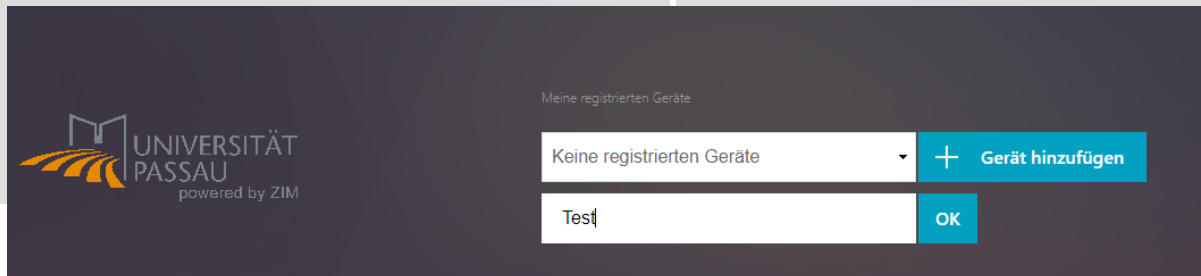 UNIVERSITÄT
PASSAU
powered by ZIM
Meine registrierten Geräte
Keine registrierten Geräte
Gerät hinzufügen
Test
OK